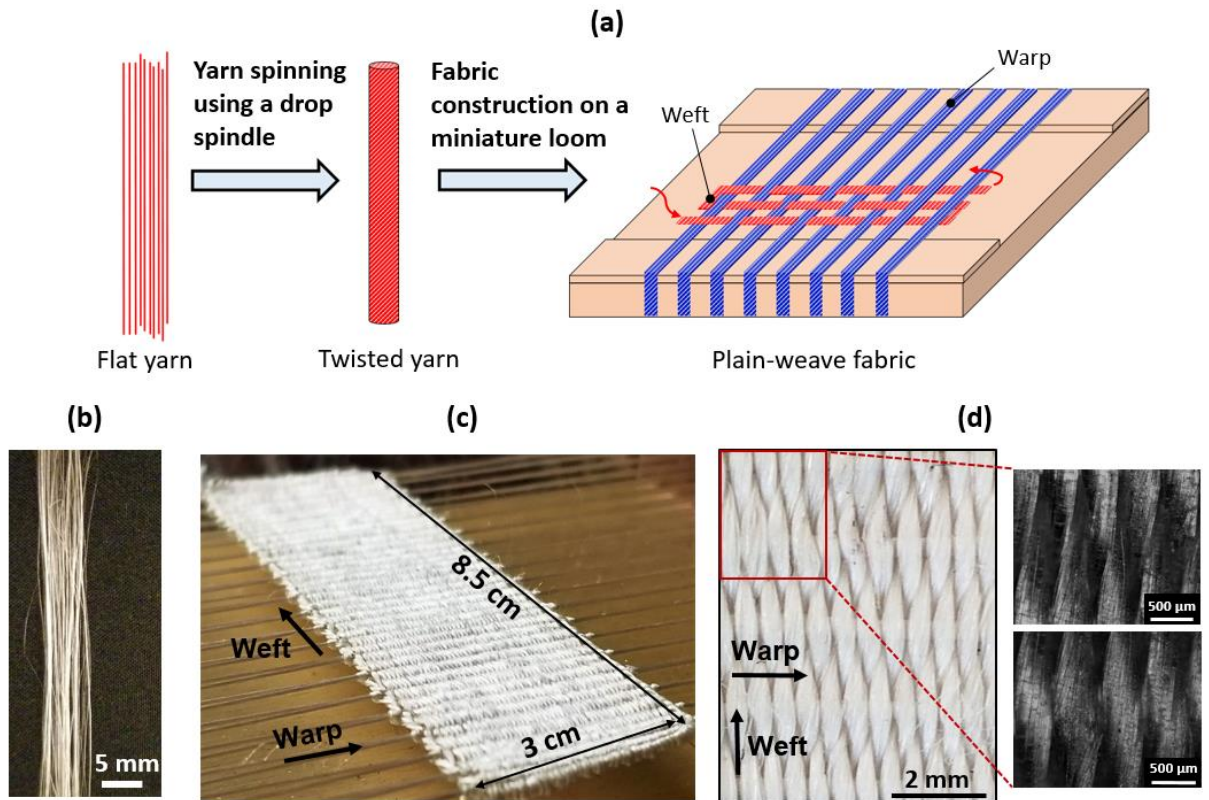 (a)
Yarn spinning
using a drop
spindle
Fabric
construction on a
miniature loom
Warp
Weft
Flat yarn
Twisted yarn
Plain-weave fabric
(b)
(c)
(d)
5 mm
8.5 cm
Weft
Warp
3 cm
Warp
Weft
2 mm
500 µm
500 µm